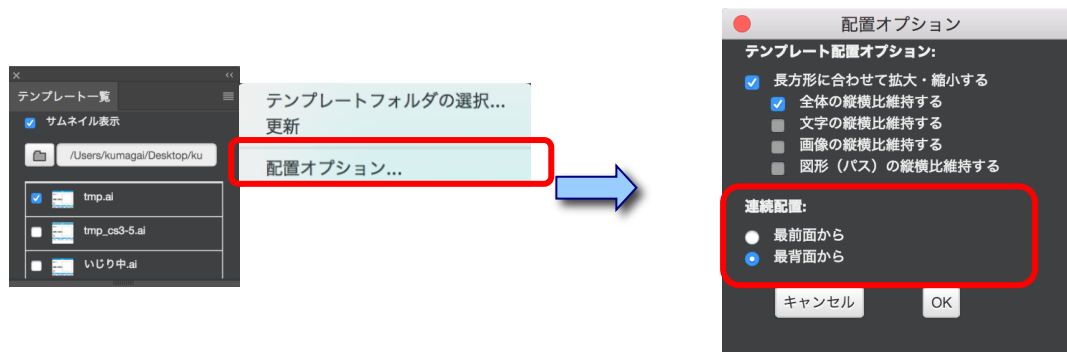 テンプレート一覧
サムネイル表示
/Users/kumagai/Desktop/ku
tmp.ai
tmp_cs3-5.ai
いじり中.ai
テンプレートフォルダの選択...
更新
配置オプション...
配置オプション
テンプレート配置オプション:
長方形に合わせて拡大・縮小する
全体の縦横比維持する
文字の縦横比維持する
画像の縦横比維持する
図形（パス）の縦横比維持する
連続配置:
最前面から
最背面から
キャンセル
OK